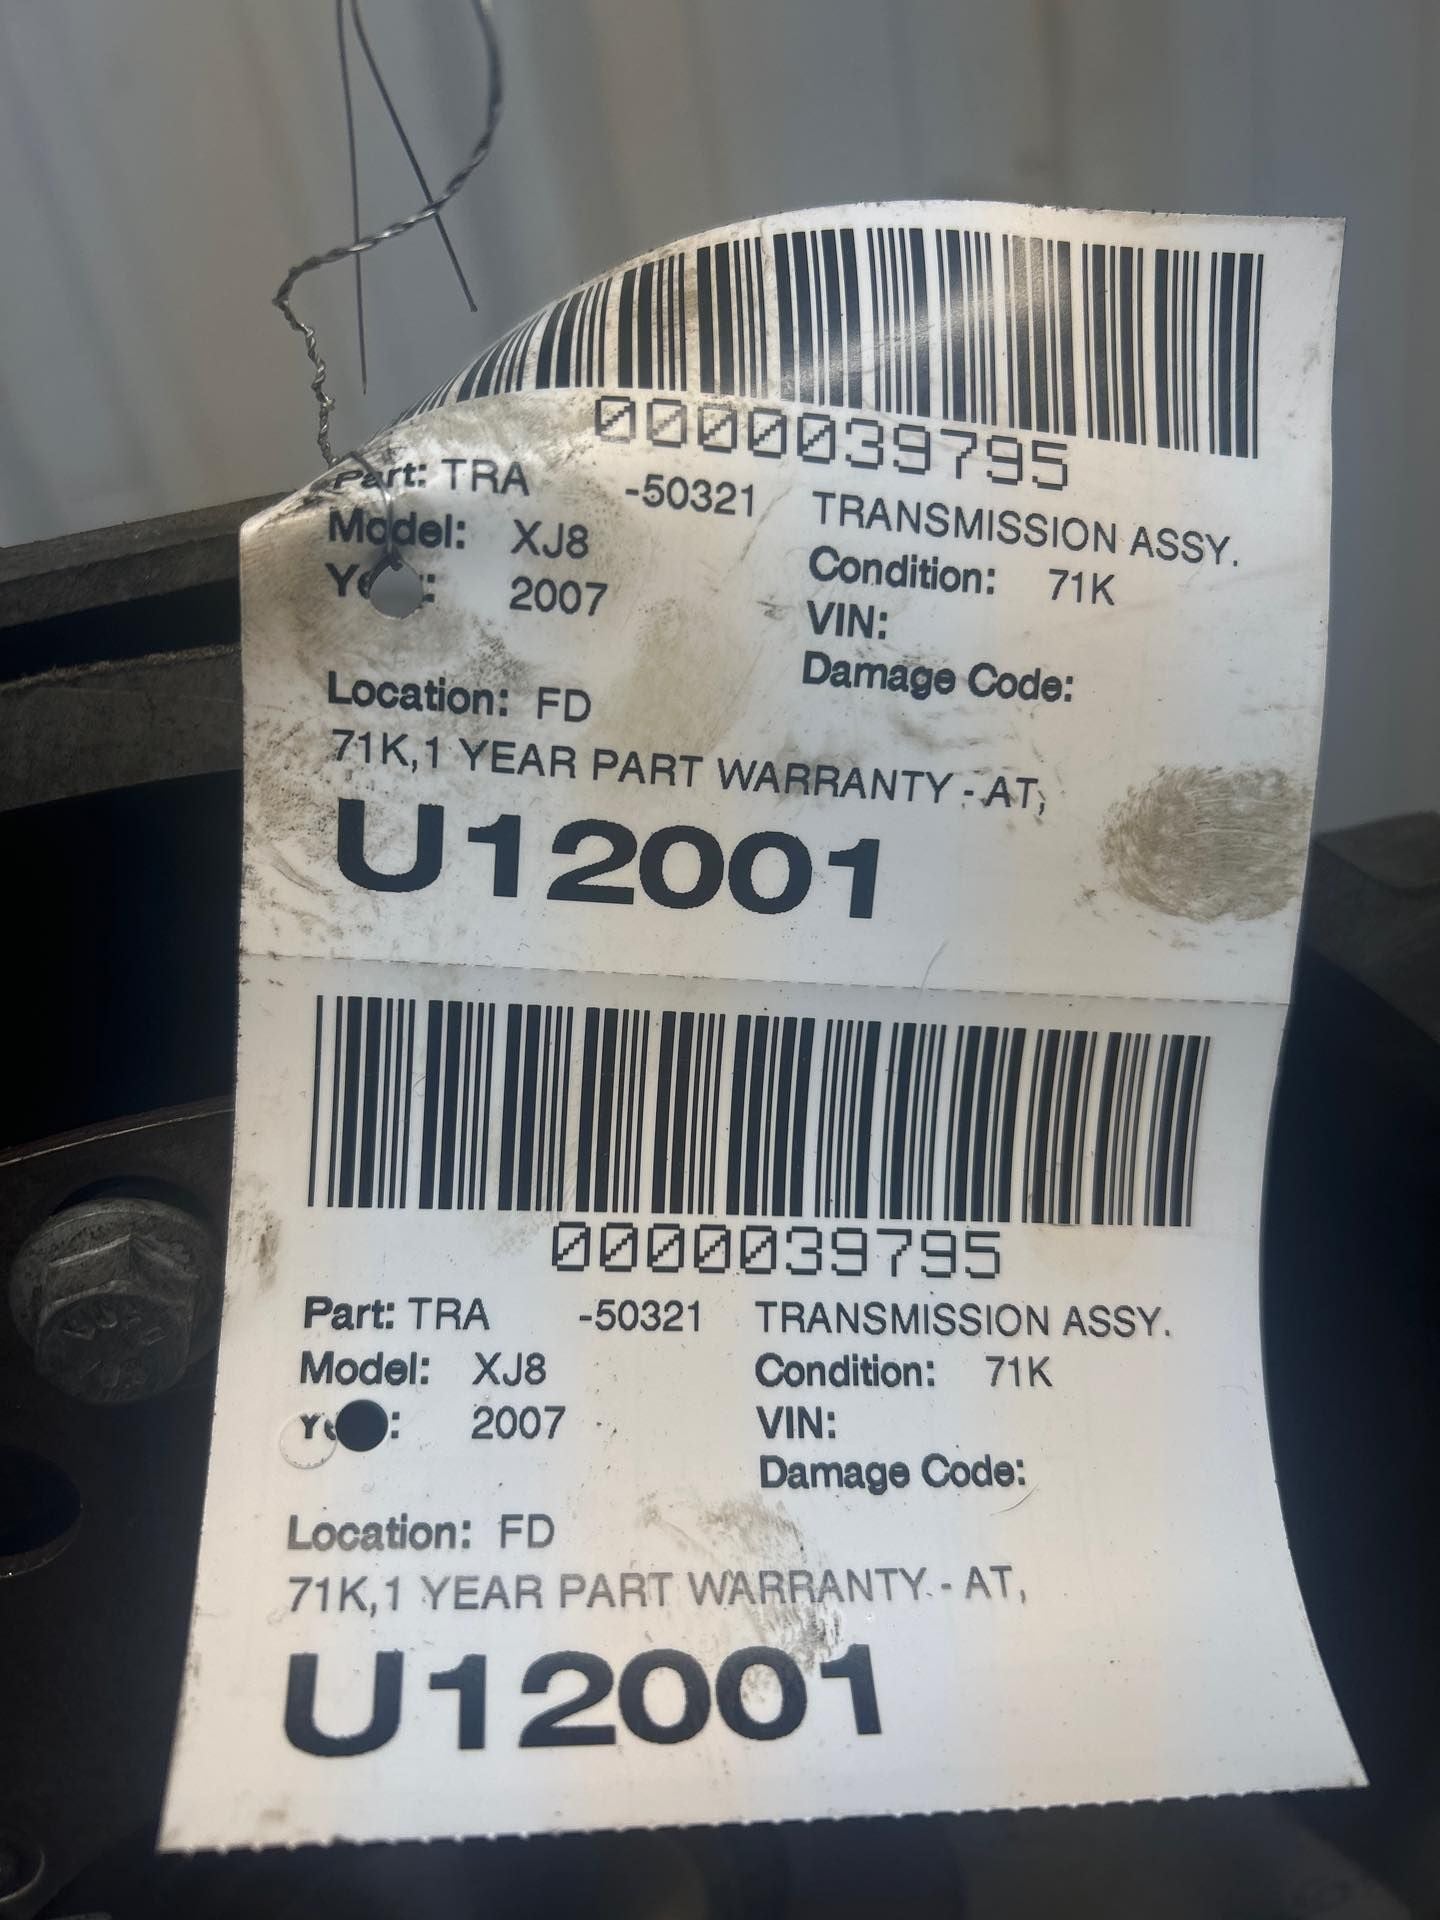 0000039795
Part: TRA -50321 TRANSMISSION ASSY.
Model: XJ8 Condition: 71K
2007 VIN:
Damage Code:
Location: FD
71K,1 YEAR PART WARRANTY - AT,
U12001
0000039795
Part: TRA -50321 TRANSMISSION ASSY.
Model: XJ8 Condition: 71K
2007 VIN:
Damage Code:
Location: FD
71K,1 YEAR PART WARRANTY - AT,
U12001